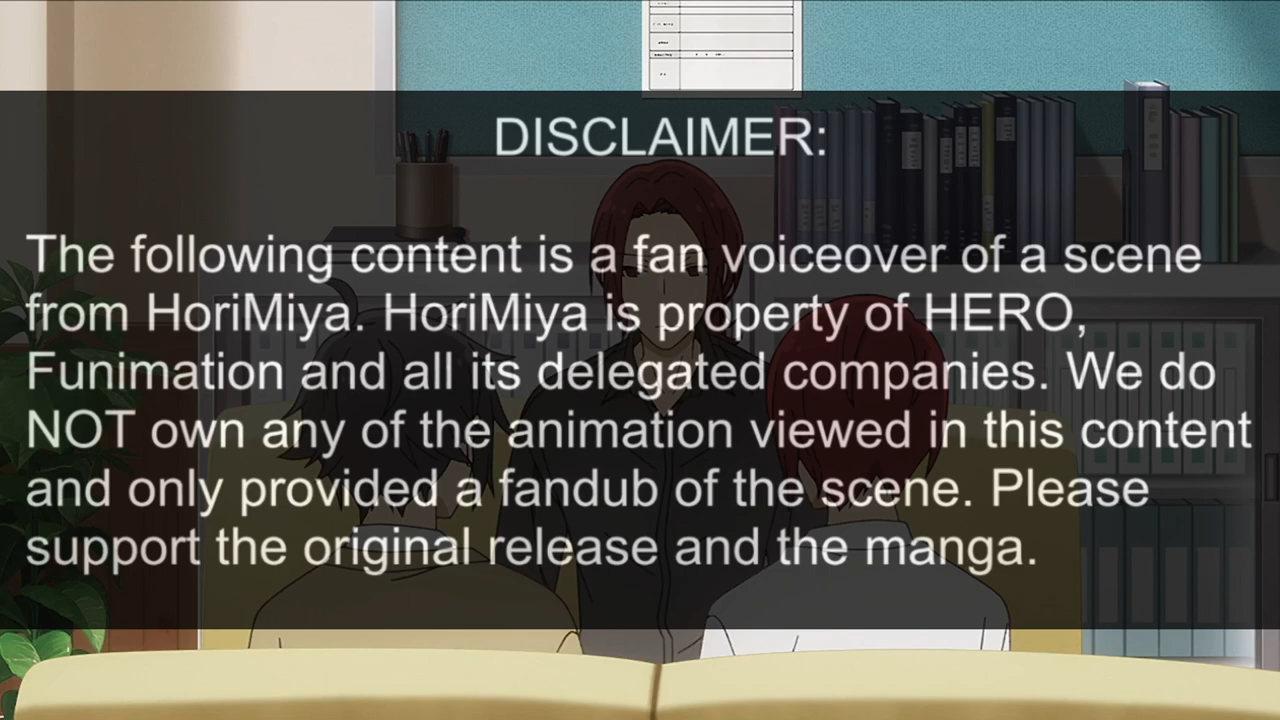 DISCLAIMER:
The following content is a fan voiceover of a scene
from HoriMiya. HoriMiya is property of HERO,
Funimation and all its delegated companies. We do
NOT own any of the animation viewed in this content
and only provided a fandub of the scene. Please
support the original release and the manga.